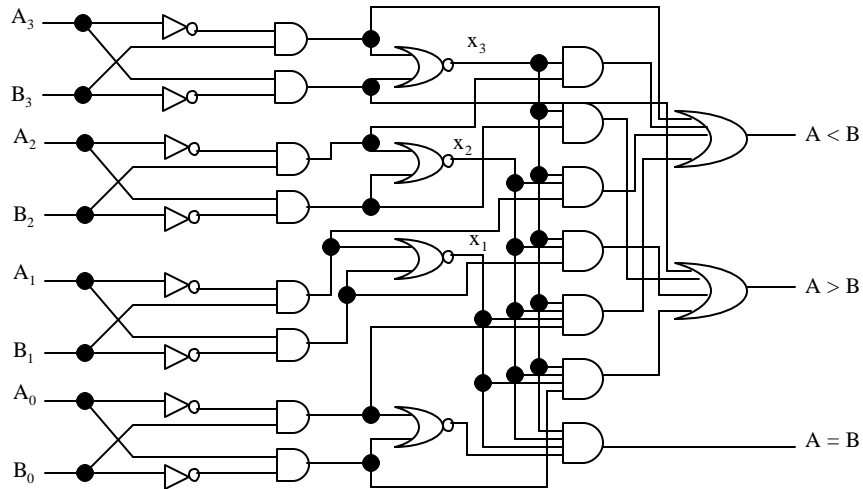 A₃
x₃
B₃
A₂
A < B
x₂
B₂
x₁
A₁
A > B
B₁
A₀
A = B
B₀